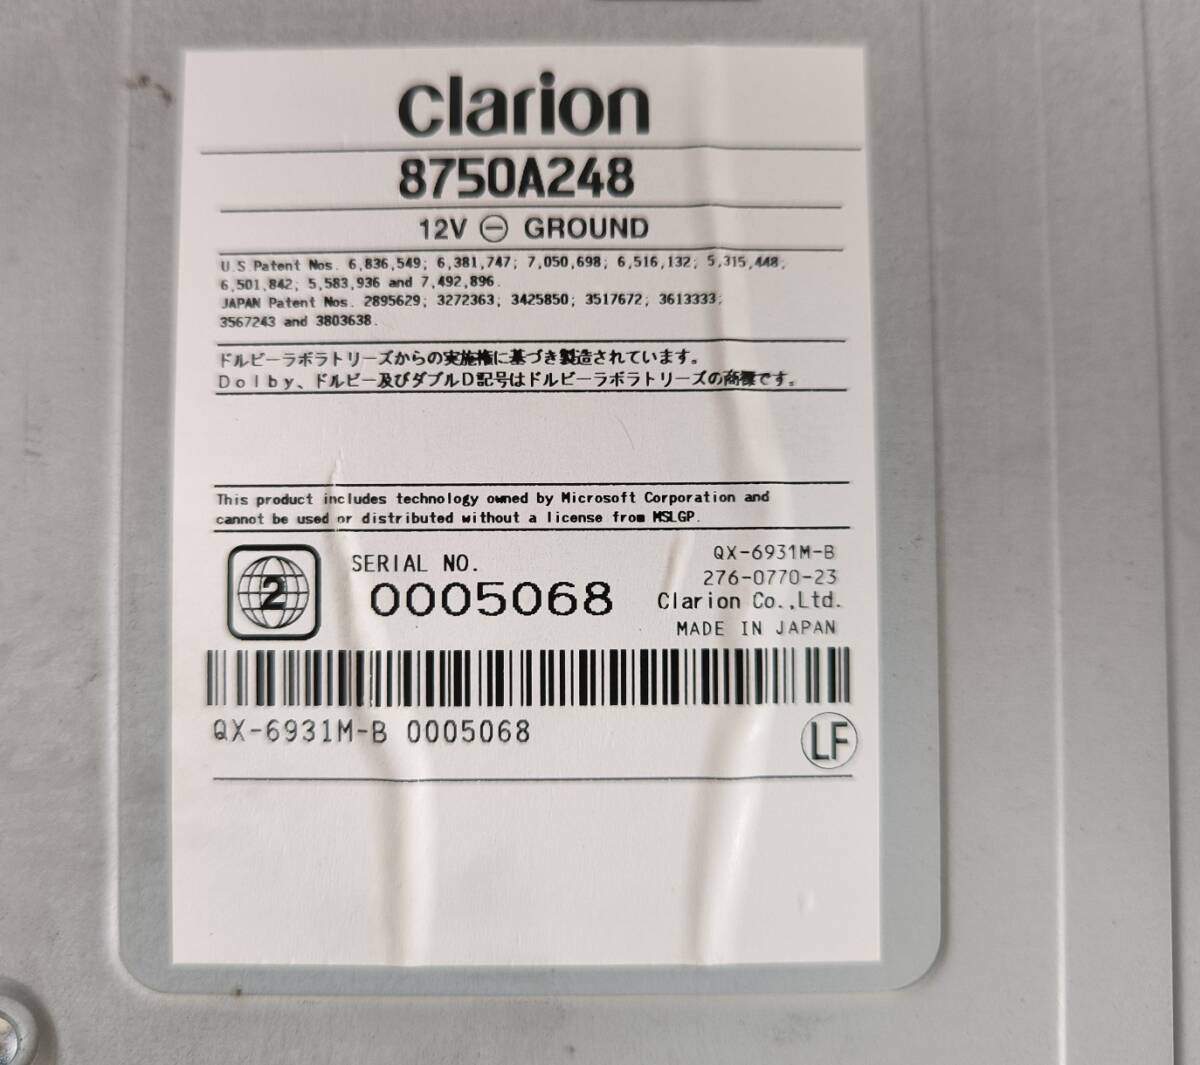 clarion
8750A248
12V ⊖ GROUND
U.S.Patent Nos. 6,836,549; 6,381,747; 7,050,698; 6,516,132; 5,315,448;
6,501,842; 5,583,936 and 7,492,896.
JAPAN Patent Nos. 2895629; 3272363; 3425850; 3517672; 3613333;
3567243 and 3803638.
ドルビーラボラトリーズからの実施権に基づき製造されています。
Dolby、ドルビー及びダブルD記号はドルビーラボラトリーズの商標です。
This product includes technology owned by Microsoft Corporation and
cannot be used or distributed without a license from MSLGP.
2
SERIAL NO.
0005068
QX-6931M-B
276-0770-23
Clarion Co.,Ltd.
MADE IN JAPAN
QX-6931M-B 0005068
LF